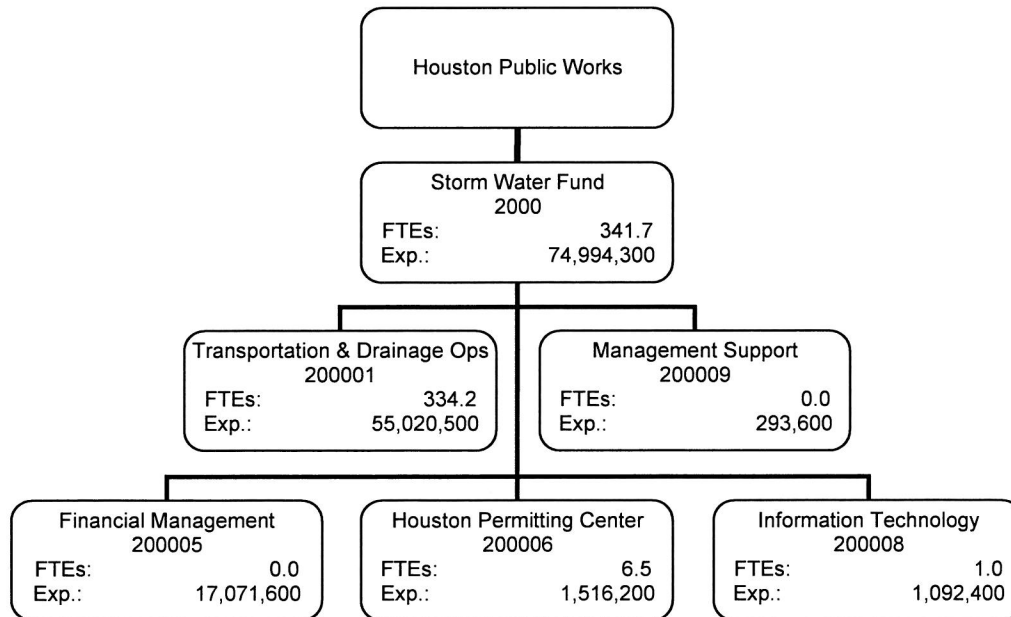 Houston Public Works
Storm Water Fund
2000
FTEs: 341.7
Exp.: 74,994,300
Transportation & Drainage Ops
200001
FTEs: 334.2
Exp.: 55,020,500
Management Support
200009
FTEs: 0.0
Exp.: 293,600
Financial Management
200005
FTEs: 0.0
Exp.: 17,071,600
Houston Permitting Center
200006
FTEs: 6.5
Exp.: 1,516,200
Information Technology
200008
FTEs: 1.0
Exp.: 1,092,400